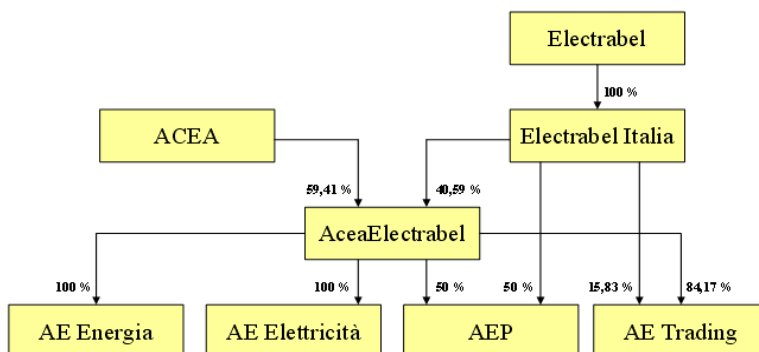 Electrabel
100 %
ACEA
Electrabel Italia
59,41 %
40,59 %
AceaElectrabel
100 %
100 %
50 %
50 %
15,83 %
84,17 %
AE Energia
AE Elettricità
AEP
AE Trading